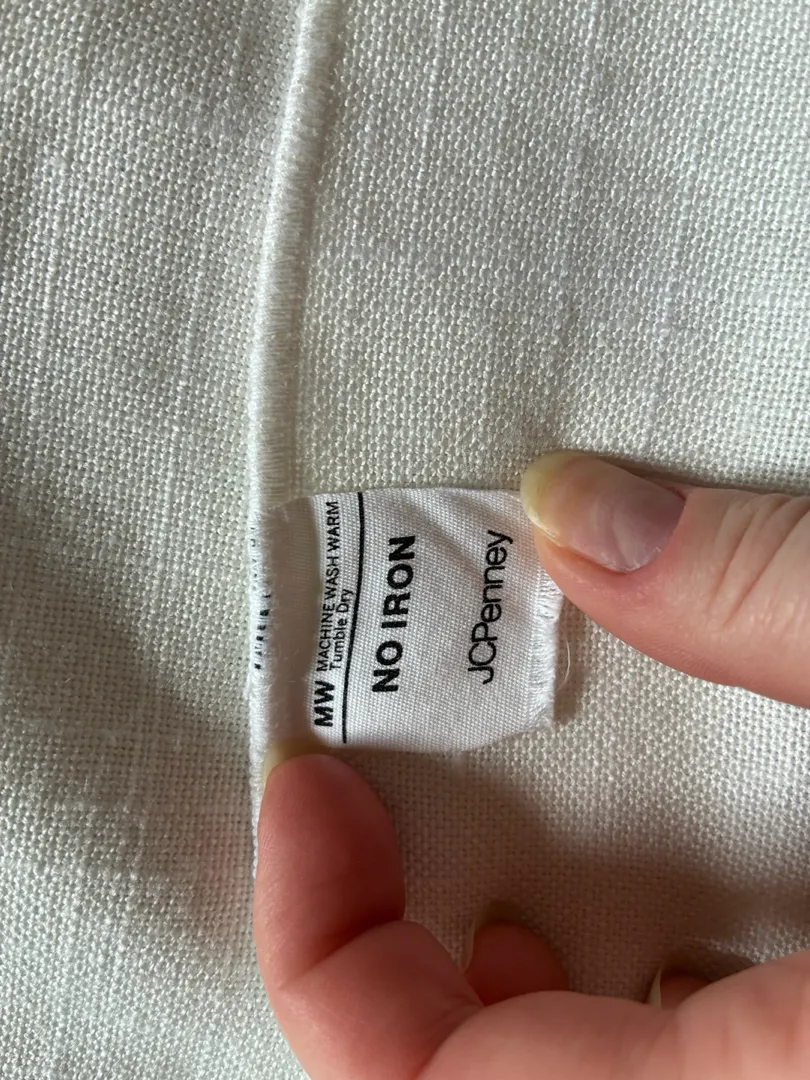 MW MACHINE WASH WARM
Tumble Dry
NO IRON
JCPenney